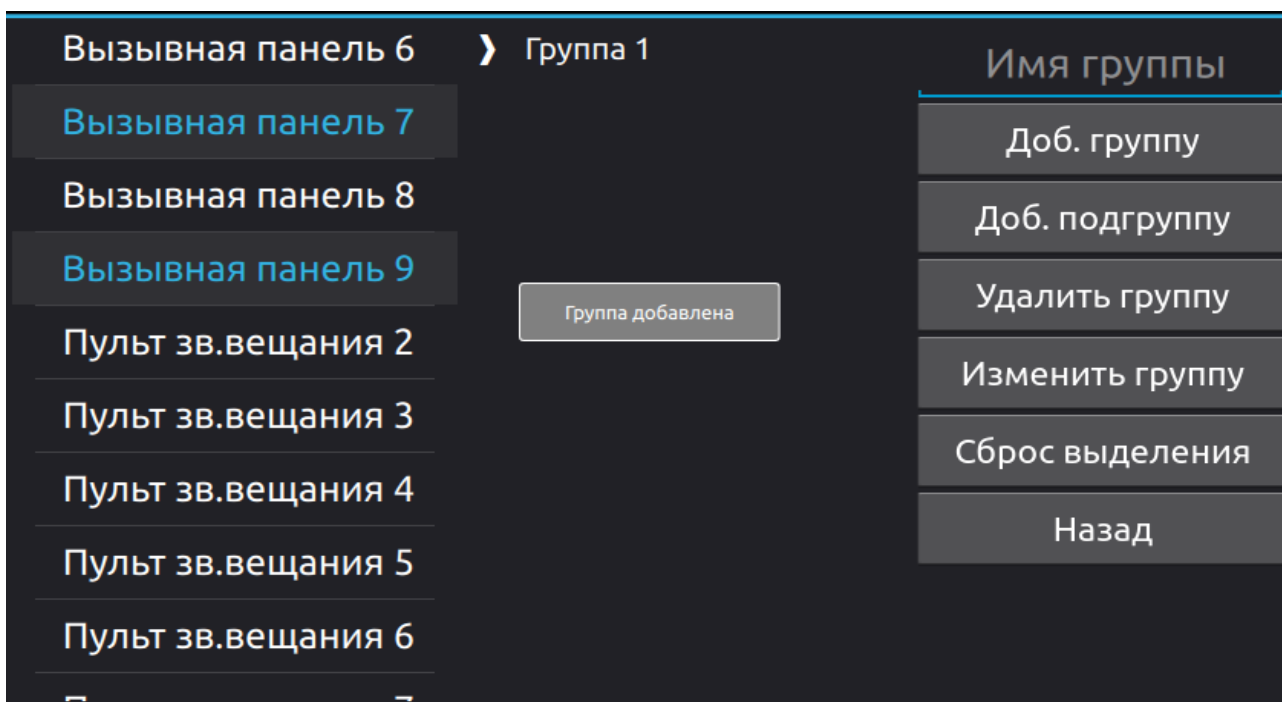 Вызывная панель 6
Вызывная панель 7
Вызывная панель 8
Вызывная панель 9
Пульт зв.вещания 2
Пульт зв.вещания 3
Пульт зв.вещания 4
Пульт зв.вещания 5
Пульт зв.вещания 6
❯ Группа 1
Группа добавлена
Имя группы
Доб. группу
Доб. подгруппу
Удалить группу
Изменить группу
Сброс выделения
Назад